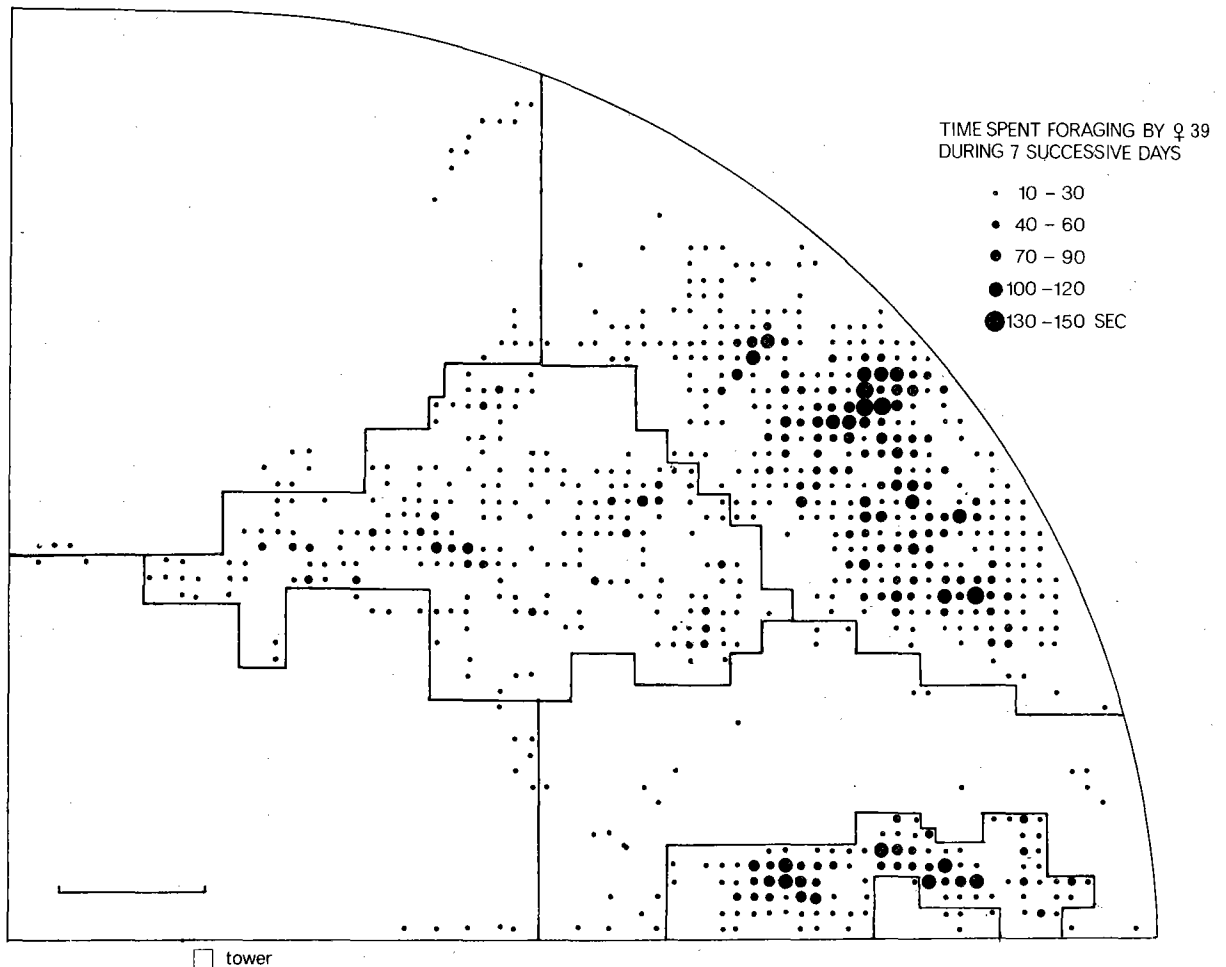 TIME SPENT FORAGING BY ♀ 39
DURING 7 SUCCESSIVE DAYS
10 – 30
40 – 60
70 – 90
100 – 120
130 – 150 SEC
tower